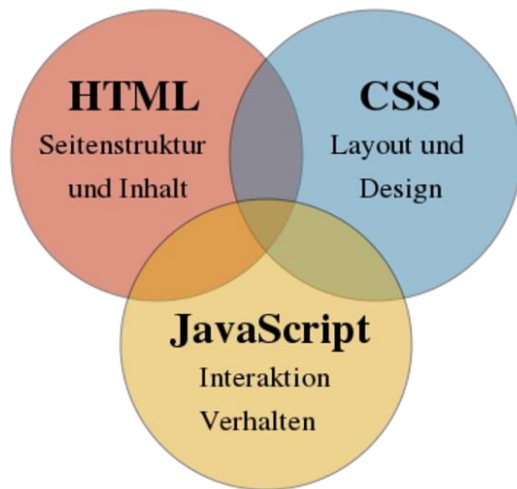 HTML
Seitenstruktur
und Inhalt
CSS
Layout und
Design
JavaScript
Interaktion
Verhalten